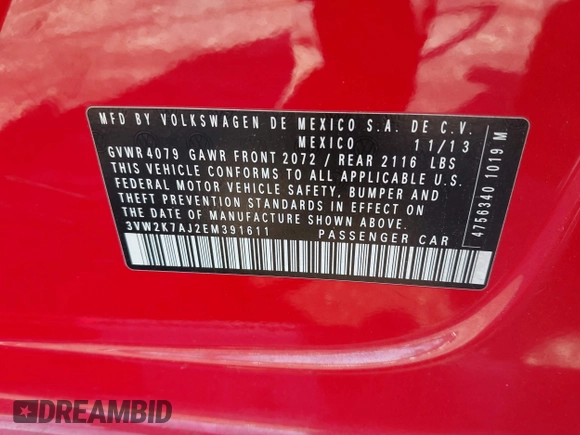 MFD BY VOLKSWAGEN DE MEXICO S.A. DE C.V.
MEXICO 11/13
GVWR 4079 GAWR FRONT 2072 / REAR 2116 LBS
THIS VEHICLE CONFORMS TO ALL APPLICABLE U.S.
FEDERAL MOTOR VEHICLE SAFETY, BUMPER AND
THEFT PREVENTION STANDARDS IN EFFECT ON
THE DATE OF MANUFACTURE SHOWN ABOVE.
3VW2K7AJ2EM391611 PASSENGER CAR
4756340 1019 M
DREAMBID